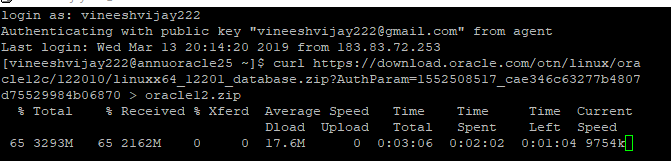 login as: vineeshvijay222
Authenticating with public key "vineeshvijay222@gmail.com" from agent
Last login: Wed Mar 13 20:14:20 2019 from 183.83.72.253
[vineeshvijay222@annuoracle25 ~]$ curl https://download.oracle.com/otn/linux/ora
cle12c/122010/linuxx64_12201_database.zip?AuthParam=1552508517_cae346c63277b4807
d75529984b06870 > oracle12.zip
% Total % Received % Xferd Average Speed Time Time Time Current
Dload Upload Total Spent Left Speed
65 3293M 65 2162M 0 0 17.6M 0 0:03:06 0:02:02 0:01:04 9754k